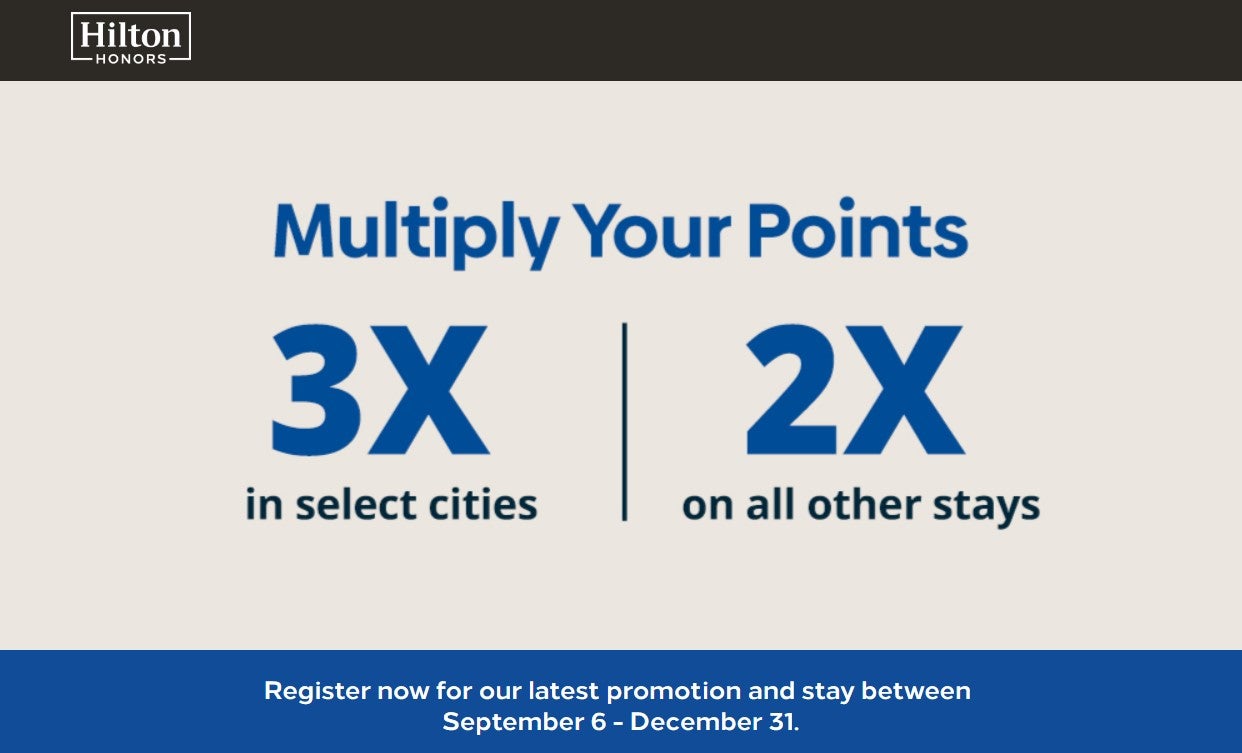 Hilton
HONORS
Multiply Your Points
3X
in select cities
2X
on all other stays
Register now for our latest promotion and stay between
September 6 - December 31.